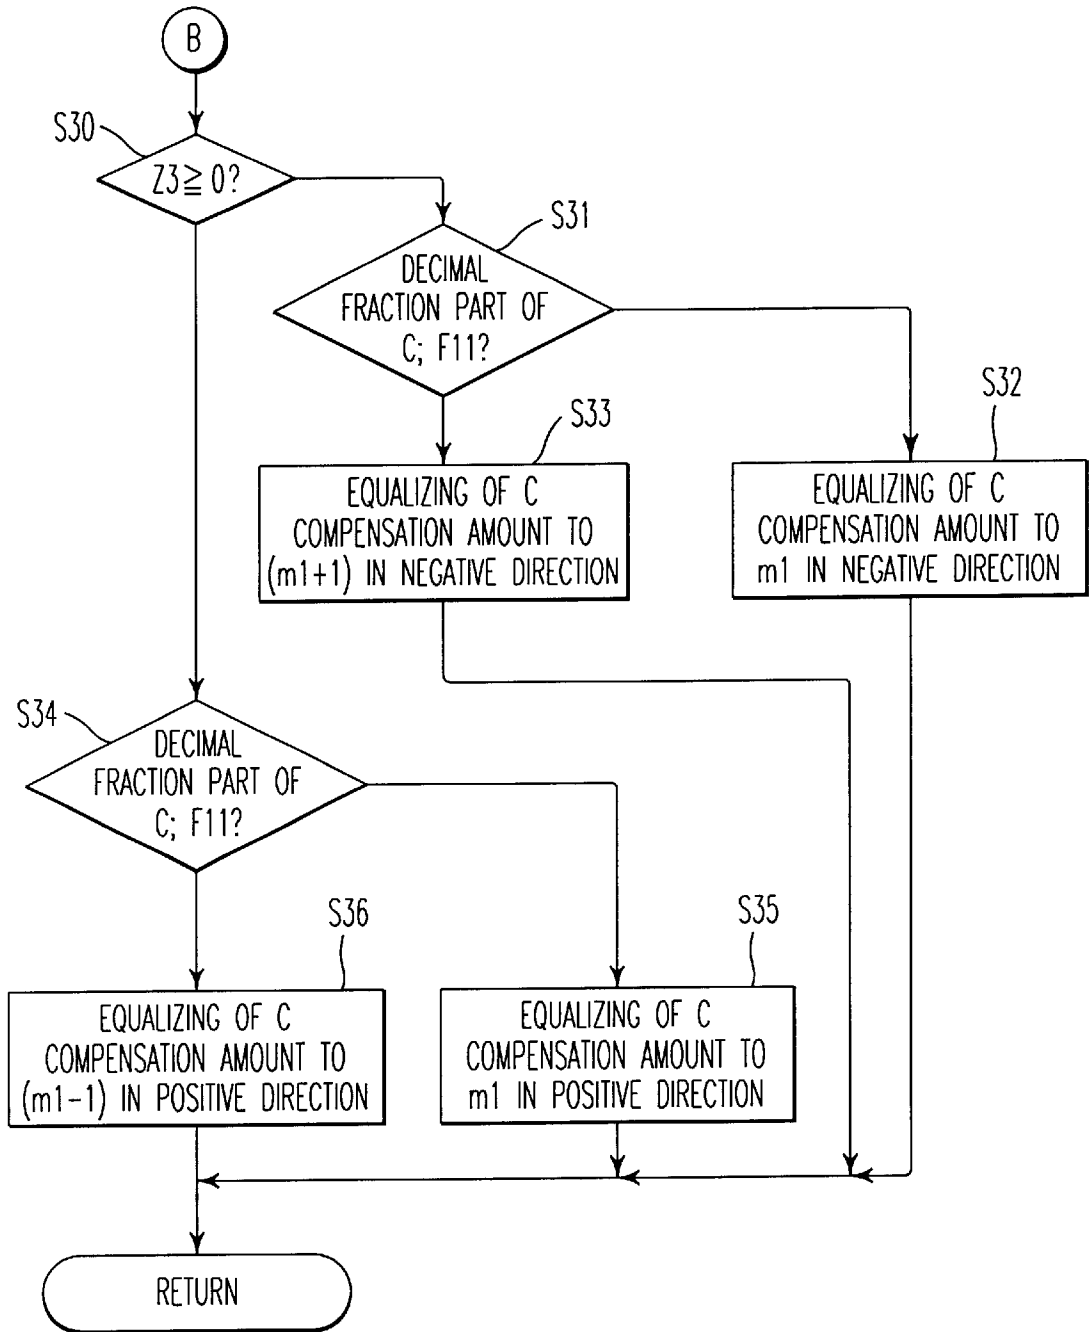 B
S30
Z3≧0?
S31
DECIMAL
FRACTION PART OF
C; F11?
S32
S33
EQUALIZING OF C
COMPENSATION AMOUNT TO
(m1+1) IN NEGATIVE DIRECTION
EQUALIZING OF C
COMPENSATION AMOUNT TO
m1 IN NEGATIVE DIRECTION
S34
DECIMAL
FRACTION PART OF
C; F11?
S36
S35
EQUALIZING OF C
COMPENSATION AMOUNT TO
(m1-1) IN POSITIVE DIRECTION
EQUALIZING OF C
COMPENSATION AMOUNT TO
m1 IN POSITIVE DIRECTION
RETURN